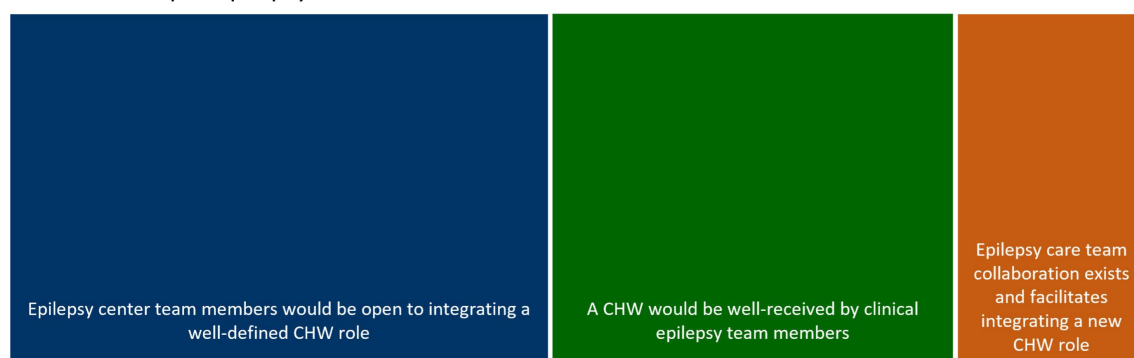 Epilepsy center team members would be open to integrating a
well-defined CHW role
A CHW would be well-received by clinical
epilepsy team members
Epilepsy care team
collaboration exists
and facilitates
integrating a new
CHW role